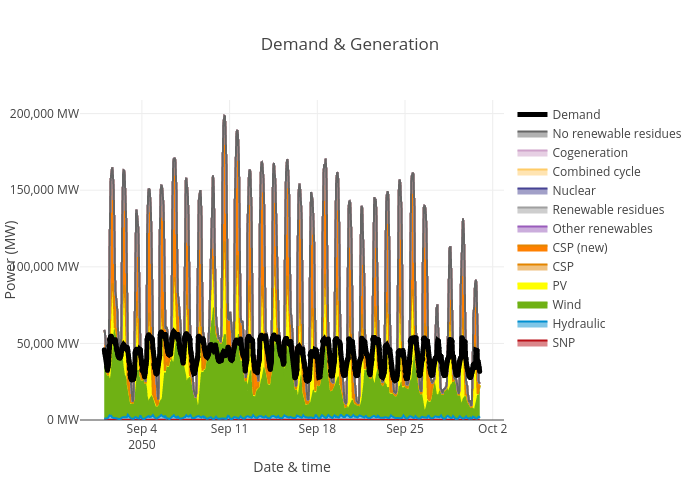 Demand & Generation
200,000 MW
150,000 MW
100,000 MW
50,000 MW
0 MW
Power (MW)
Sep 4
2050
Sep 11
Sep 18
Sep 25
Oct 2
Date & time
Demand
No renewable residues
Cogeneration
Combined cycle
Nuclear
Renewable residues
Other renewables
CSP (new)
CSP
PV
Wind
Hydraulic
SNP